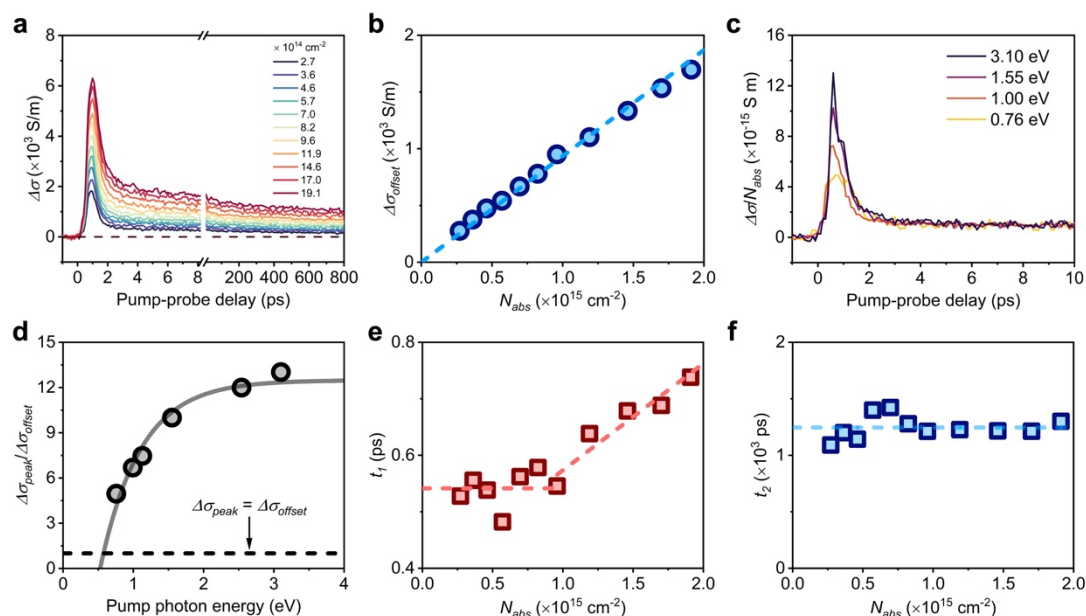 a
Δσ (×10³ S/m)
8
6
4
2
0
0 2 4 6 8 200 400 600 800
Pump-probe delay (ps)
× 10¹⁴ cm⁻²
2.7
3.6
4.6
5.7
7.0
8.2
9.6
11.9
14.6
17.0
19.1
b
Δσoffset (×10³ S/m)
2
1
0
0.0 0.5 1.0 1.5 2.0
Nabs (×10¹⁵ cm⁻²)
c
Δσ/Nabs (×10⁻¹⁵ S m)
15
10
5
0
0 2 4 6 8 10
Pump-probe delay (ps)
3.10 eV
1.55 eV
1.00 eV
0.76 eV
d
Δσpeak/Δσoffset
15
12
9
6
3
0
0 1 2 3 4
Pump photon energy (eV)
Δσpeak = Δσoffset
e
t₁ (ps)
0.8
0.6
0.4
0.0 0.5 1.0 1.5 2.0
Nabs (×10¹⁵ cm⁻²)
f
t₂ (×10³ ps)
2
1
0
0.0 0.5 1.0 1.5 2.0
Nabs (×10¹⁵ cm⁻²)